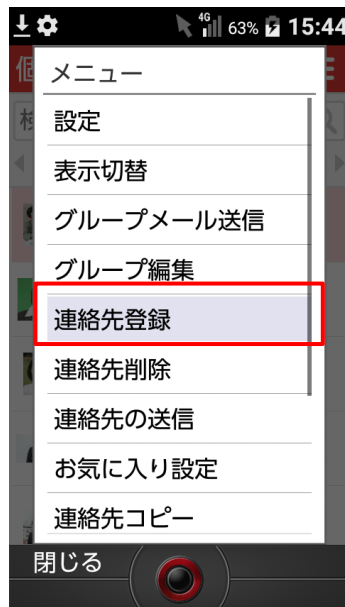 4G 63% 15:44
個
メニュー
検
設定
表示切替
グループメール送信
グループ編集
連絡先登録
連絡先削除
連絡先の送信
お気に入り設定
連絡先コピー
閉じる